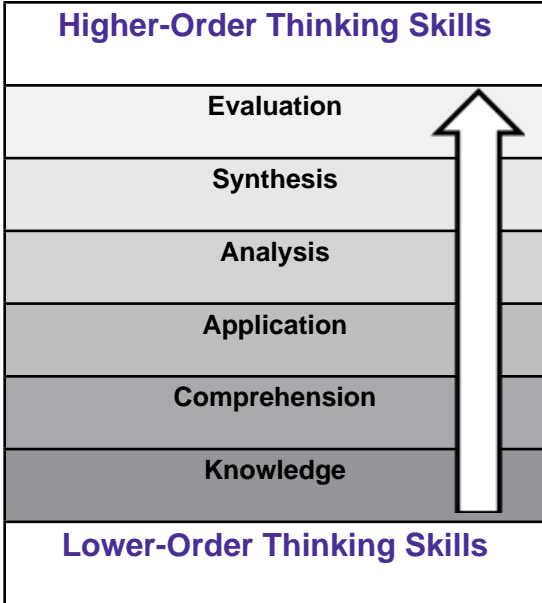 Higher-Order Thinking Skills
Evaluation
Synthesis
Analysis
Application
Comprehension
Knowledge
Lower-Order Thinking Skills